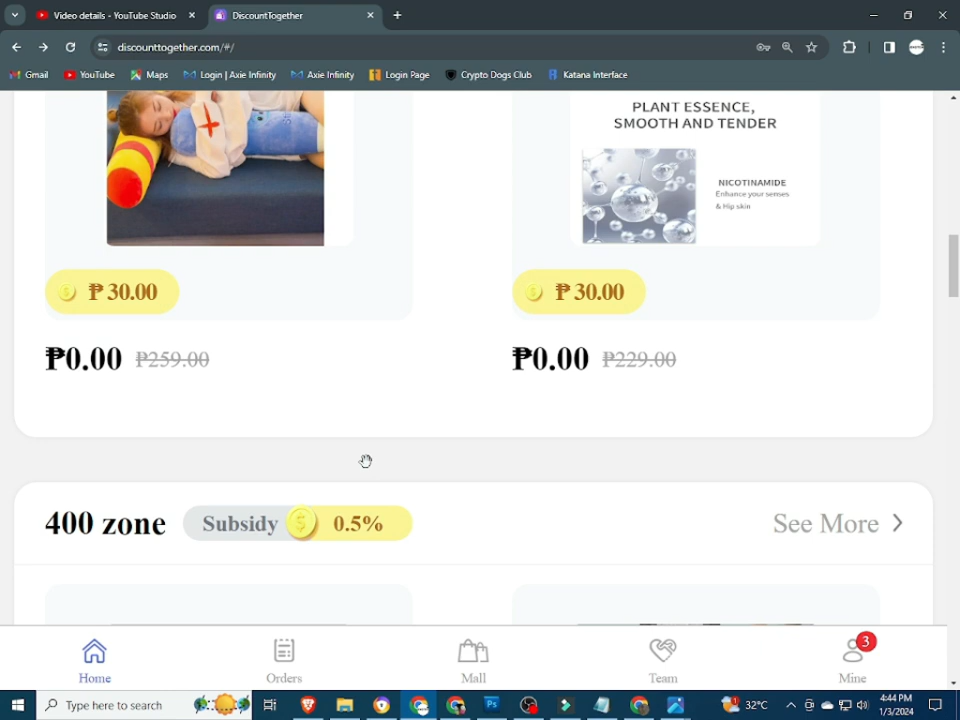 Video details - YouTube Studio
DiscountTogether
discounttogether.com/#/
Gmail
YouTube
Maps
Login | Axie Infinity
Axie Infinity
Login Page
Crypto Dogs Club
Katana Interface
PLANT ESSENCE,
SMOOTH AND TENDER
NICOTINAMIDE
Enhance your senses
& Hip skin
₱ 30.00
₱ 30.00
₱0.00 ₱259.00
₱0.00 ₱229.00
400 zone
Subsidy
0.5%
See More
Home
Orders
Mall
Team
3
Mine
Type here to search
32°C
4:44 PM
1/3/2024